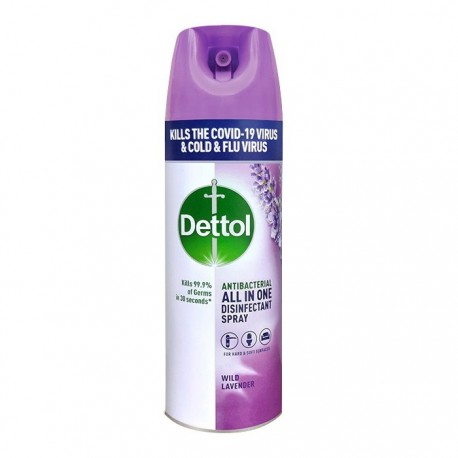 KILLS THE COVID-19 VIRUS
& COLD & FLU VIRUS
Dettol
Kills 99.9%
of Germs
in 30 seconds*
ANTIBACTERIAL
ALL IN ONE
DISINFECTANT
SPRAY
FOR HARD & SOFT SURFACES
WILD
LAVENDER